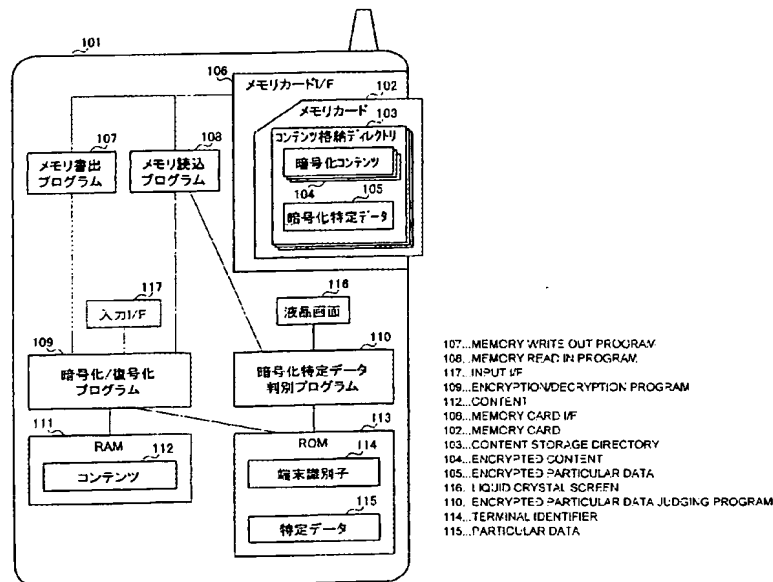 101
106
メモリカードI/F
102
メモリカード
103
コンテンツ格納ディレクトリ
暗号化コンテンツ
104
105
暗号化特定データ
107
メモリ書出
プログラム
108
メモリ読込
プログラム
117
入力I/F
116
液晶画面
109
暗号化/復号化
プログラム
110
暗号化特定データ
判別プログラム
111
RAM
112
コンテンツ
113
ROM
114
端末識別子
115
特定データ
107...MEMORY WRITE OUT PROGRAM
108...MEMORY READ IN PROGRAM
117...INPUT I/F
109...ENCRYPTION/DECRYPTION PROGRAM
112...CONTENT
106...MEMORY CARD I/F
102...MEMORY CARD
103...CONTENT STORAGE DIRECTORY
104...ENCRYPTED CONTENT
105...ENCRYPTED PARTICULAR DATA
116...LIQUID CRYSTAL SCREEN
110...ENCRYPTED PARTICULAR DATA JUDGING PROGRAM
114...TERMINAL IDENTIFIER
115...PARTICULAR DATA